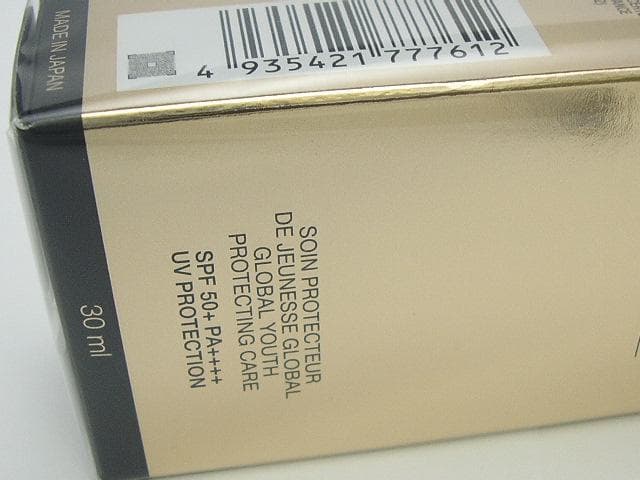 MADE IN JAPAN
4 935421 777612
SOIN PROTECTEUR
DE JEUNESSE GLOBAL
GLOBAL YOUTH
PROTECTING CARE
SPF 50+ PA++++
UV PROTECTION
30 ml